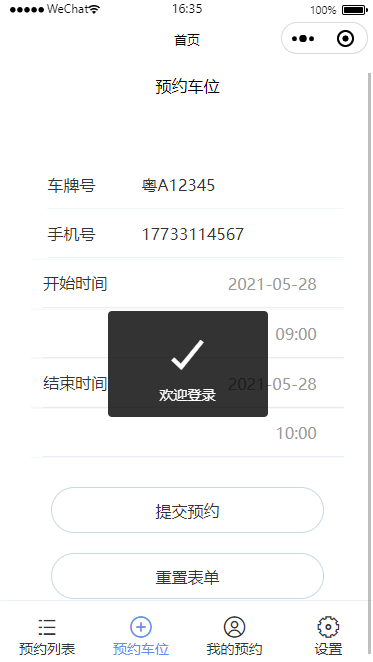 WeChat 16:35 100%
首页
预约车位
车牌号 粤A12345
手机号 17733114567
开始时间 2021-05-28
09:00
结束时间 2021-05-28
欢迎登录
10:00
提交预约
重置表单
预约列表 预约车位 我的预约 设置